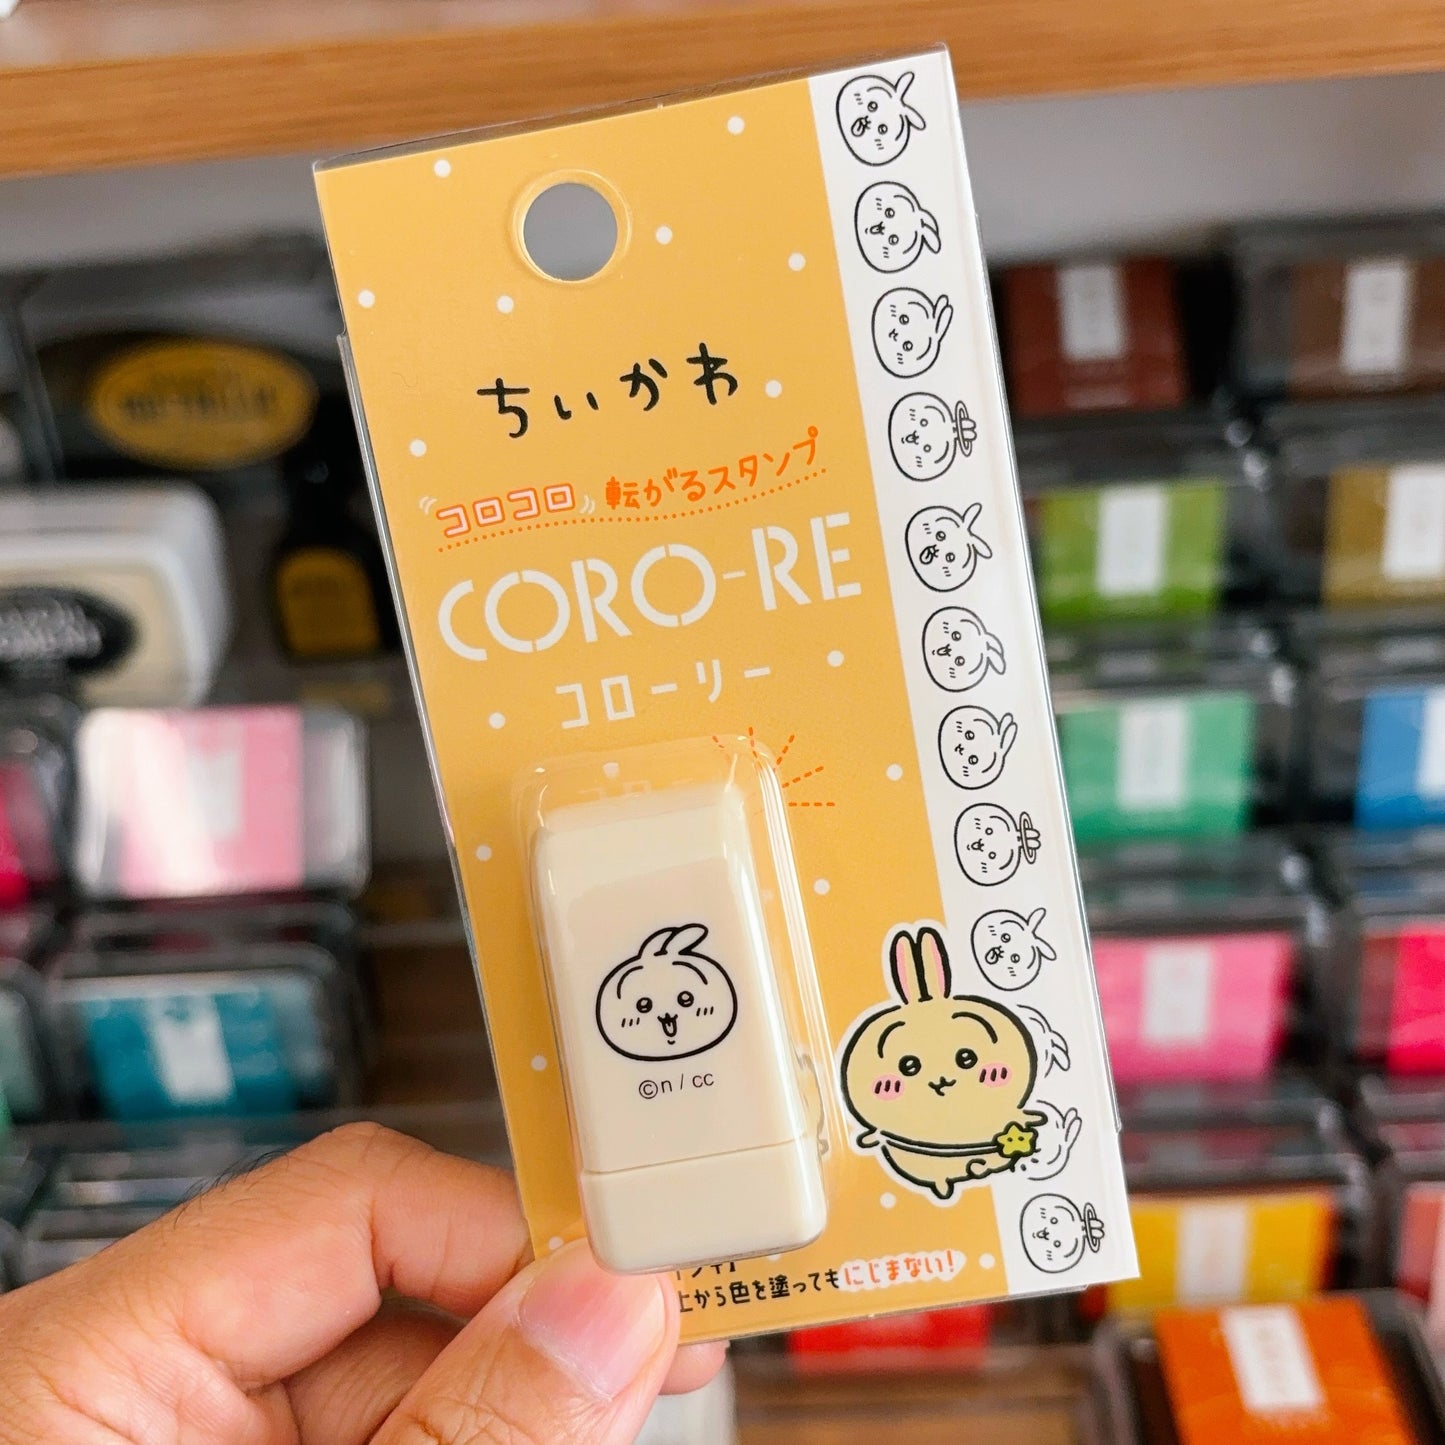 ちいかわ
コロコロ 転がるスタンプ
CORO-RE
コローリー
©n / cc
上から色を塗ってもにじまない!